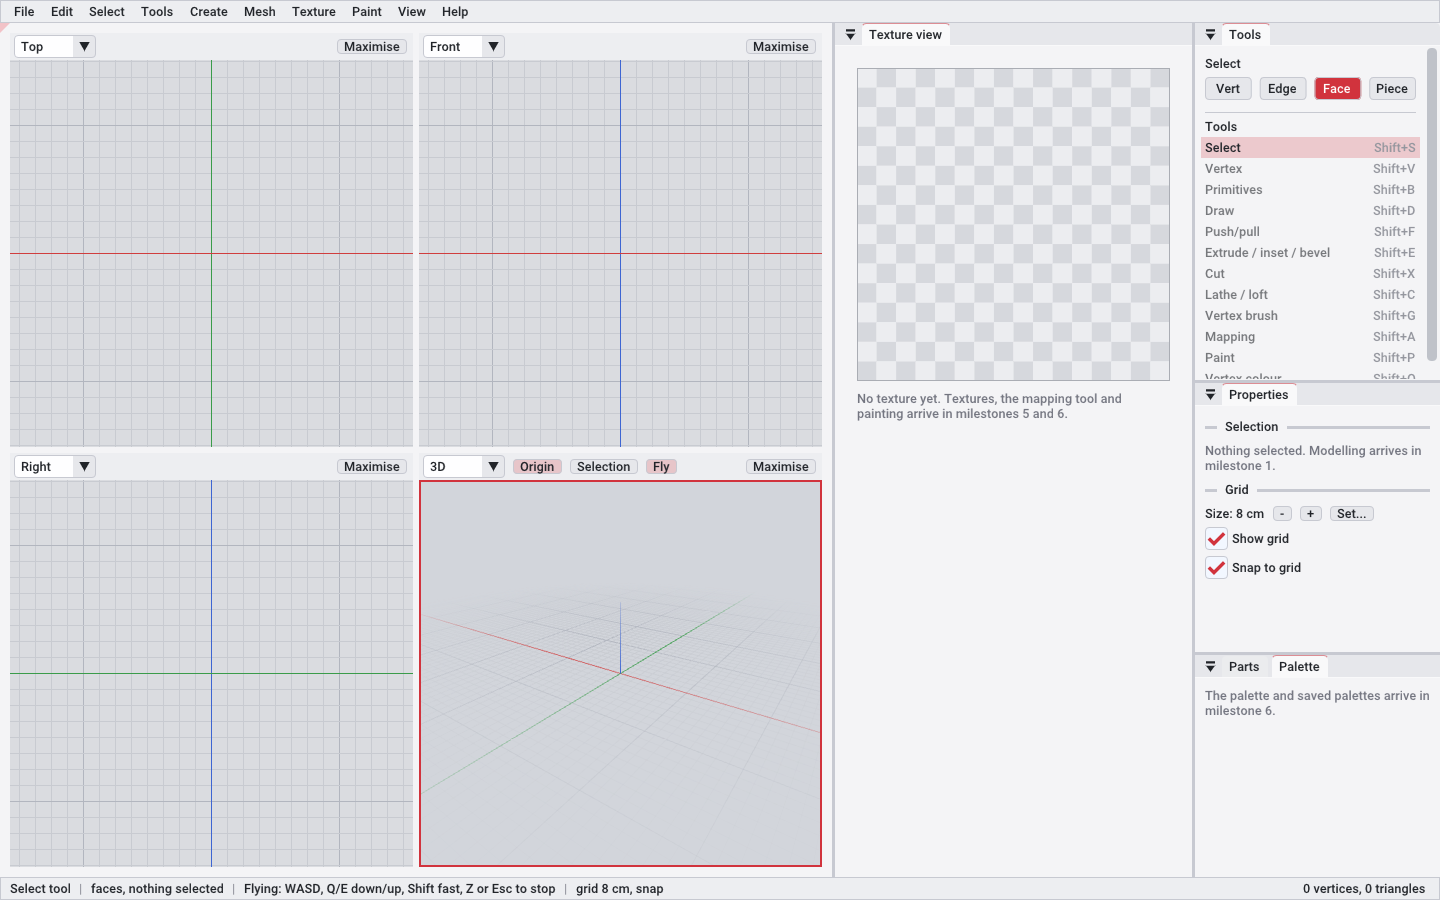 File Edit Select Tools Create Mesh Texture Paint View Help
Top Maximise
Front Maximise
Right Maximise
3D Origin Selection Fly Maximise
Texture view
No texture yet. Textures, the mapping tool and
painting arrive in milestones 5 and 6.
Tools
Select
Vert Edge Face Piece
Tools
Select Shift+S
Vertex Shift+V
Primitives Shift+B
Draw Shift+D
Push/pull Shift+F
Extrude / inset / bevel Shift+E
Cut Shift+X
Lathe / loft Shift+C
Vertex brush Shift+G
Mapping Shift+A
Paint Shift+P
Vertex colour
Properties
Selection
Nothing selected. Modelling arrives in
milestone 1.
Grid
Size: 8 cm - + Set...
Show grid
Snap to grid
Parts Palette
The palette and saved palettes arrive in
milestone 6.
Select tool | faces, nothing selected | Flying: WASD, Q/E down/up, Shift fast, Z or Esc to stop | grid 8 cm, snap
0 vertices, 0 triangles